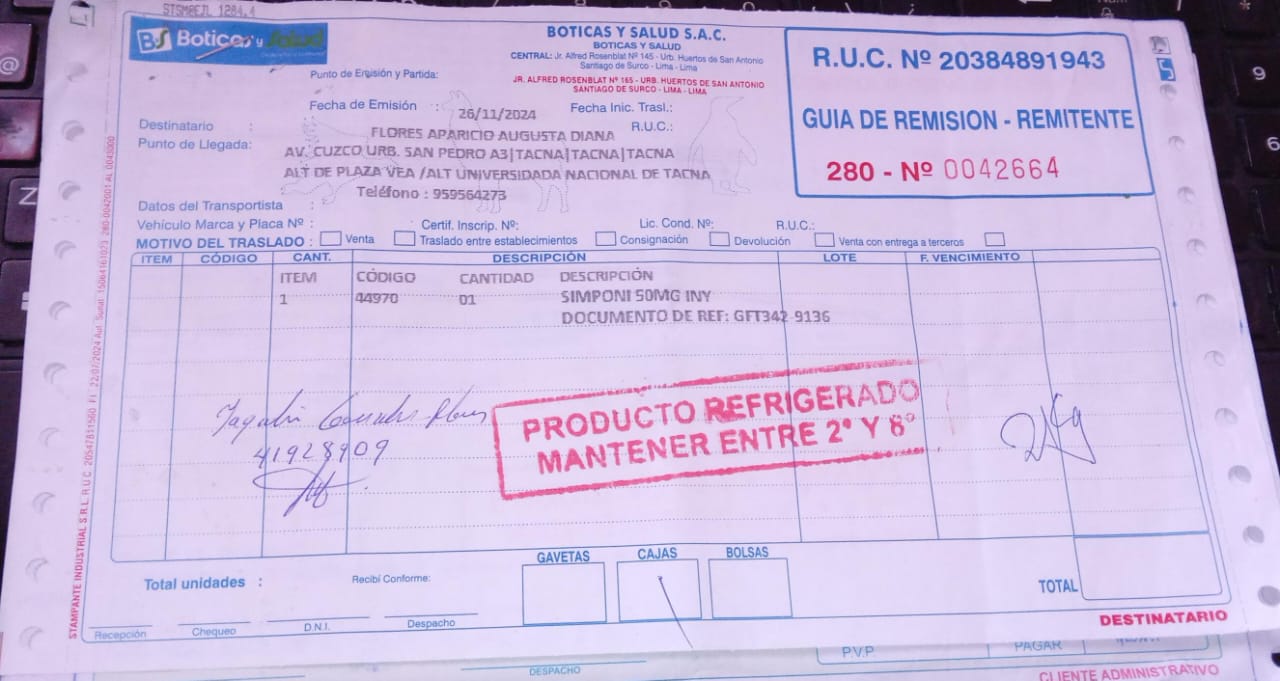 STSMBEJL 1284.4
BS Boticas y Salud
BOTICAS Y SALUD S.A.C.
BOTICAS Y SALUD
CENTRAL: Jr. Alfred Rosenblat Nº 145 - Urb. Huertos de San Antonio
Santiago de Surco - Lima - Lima
Punto de Emisión y Partida:
JR. ALFRED ROSENBLAT Nº 165 - URB. HUERTOS DE SAN ANTONIO
SANTIAGO DE SURCO - LIMA - LIMA
R.U.C. Nº 20384891943
GUIA DE REMISION - REMITENTE
280 - Nº 0042664
Fecha de Emisión : 26/11/2024 Fecha Inic. Trasl.:
Destinatario : FLORES APARICIO AUGUSTA DIANA R.U.C.:
Punto de Llegada: AV. CUZCO URB. SAN PEDRO A3|TACNA|TACNA|TACNA
ALT DE PLAZA VEA /ALT UNIVERSIDADA NACIONAL DE TACNA
Teléfono : 959564273
Datos del Transportista :
Vehículo Marca y Placa Nº : Certif. Inscrip. Nº: Lic. Cond. Nº: R.U.C.:
MOTIVO DEL TRASLADO : Venta Traslado entre establecimientos Consignación Devolución Venta con entrega a terceros
ITEM CÓDIGO CANT. DESCRIPCIÓN LOTE F. VENCIMIENTO
ITEM CÓDIGO CANTIDAD DESCRIPCIÓN
1 44970 01 SIMPONI 50MG INY
DOCUMENTO DE REF: GFT342-9136
PRODUCTO REFRIGERADO
MANTENER ENTRE 2° Y 8°
41928909
2Kg
GAVETAS CAJAS BOLSAS
Total unidades : Recibí Conforme:
TOTAL
Recepción Chequeo D.N.I. Despacho
DESTINATARIO
DESPACHO
P.V.P PAGAR
CLIENTE ADMINISTRATIVO